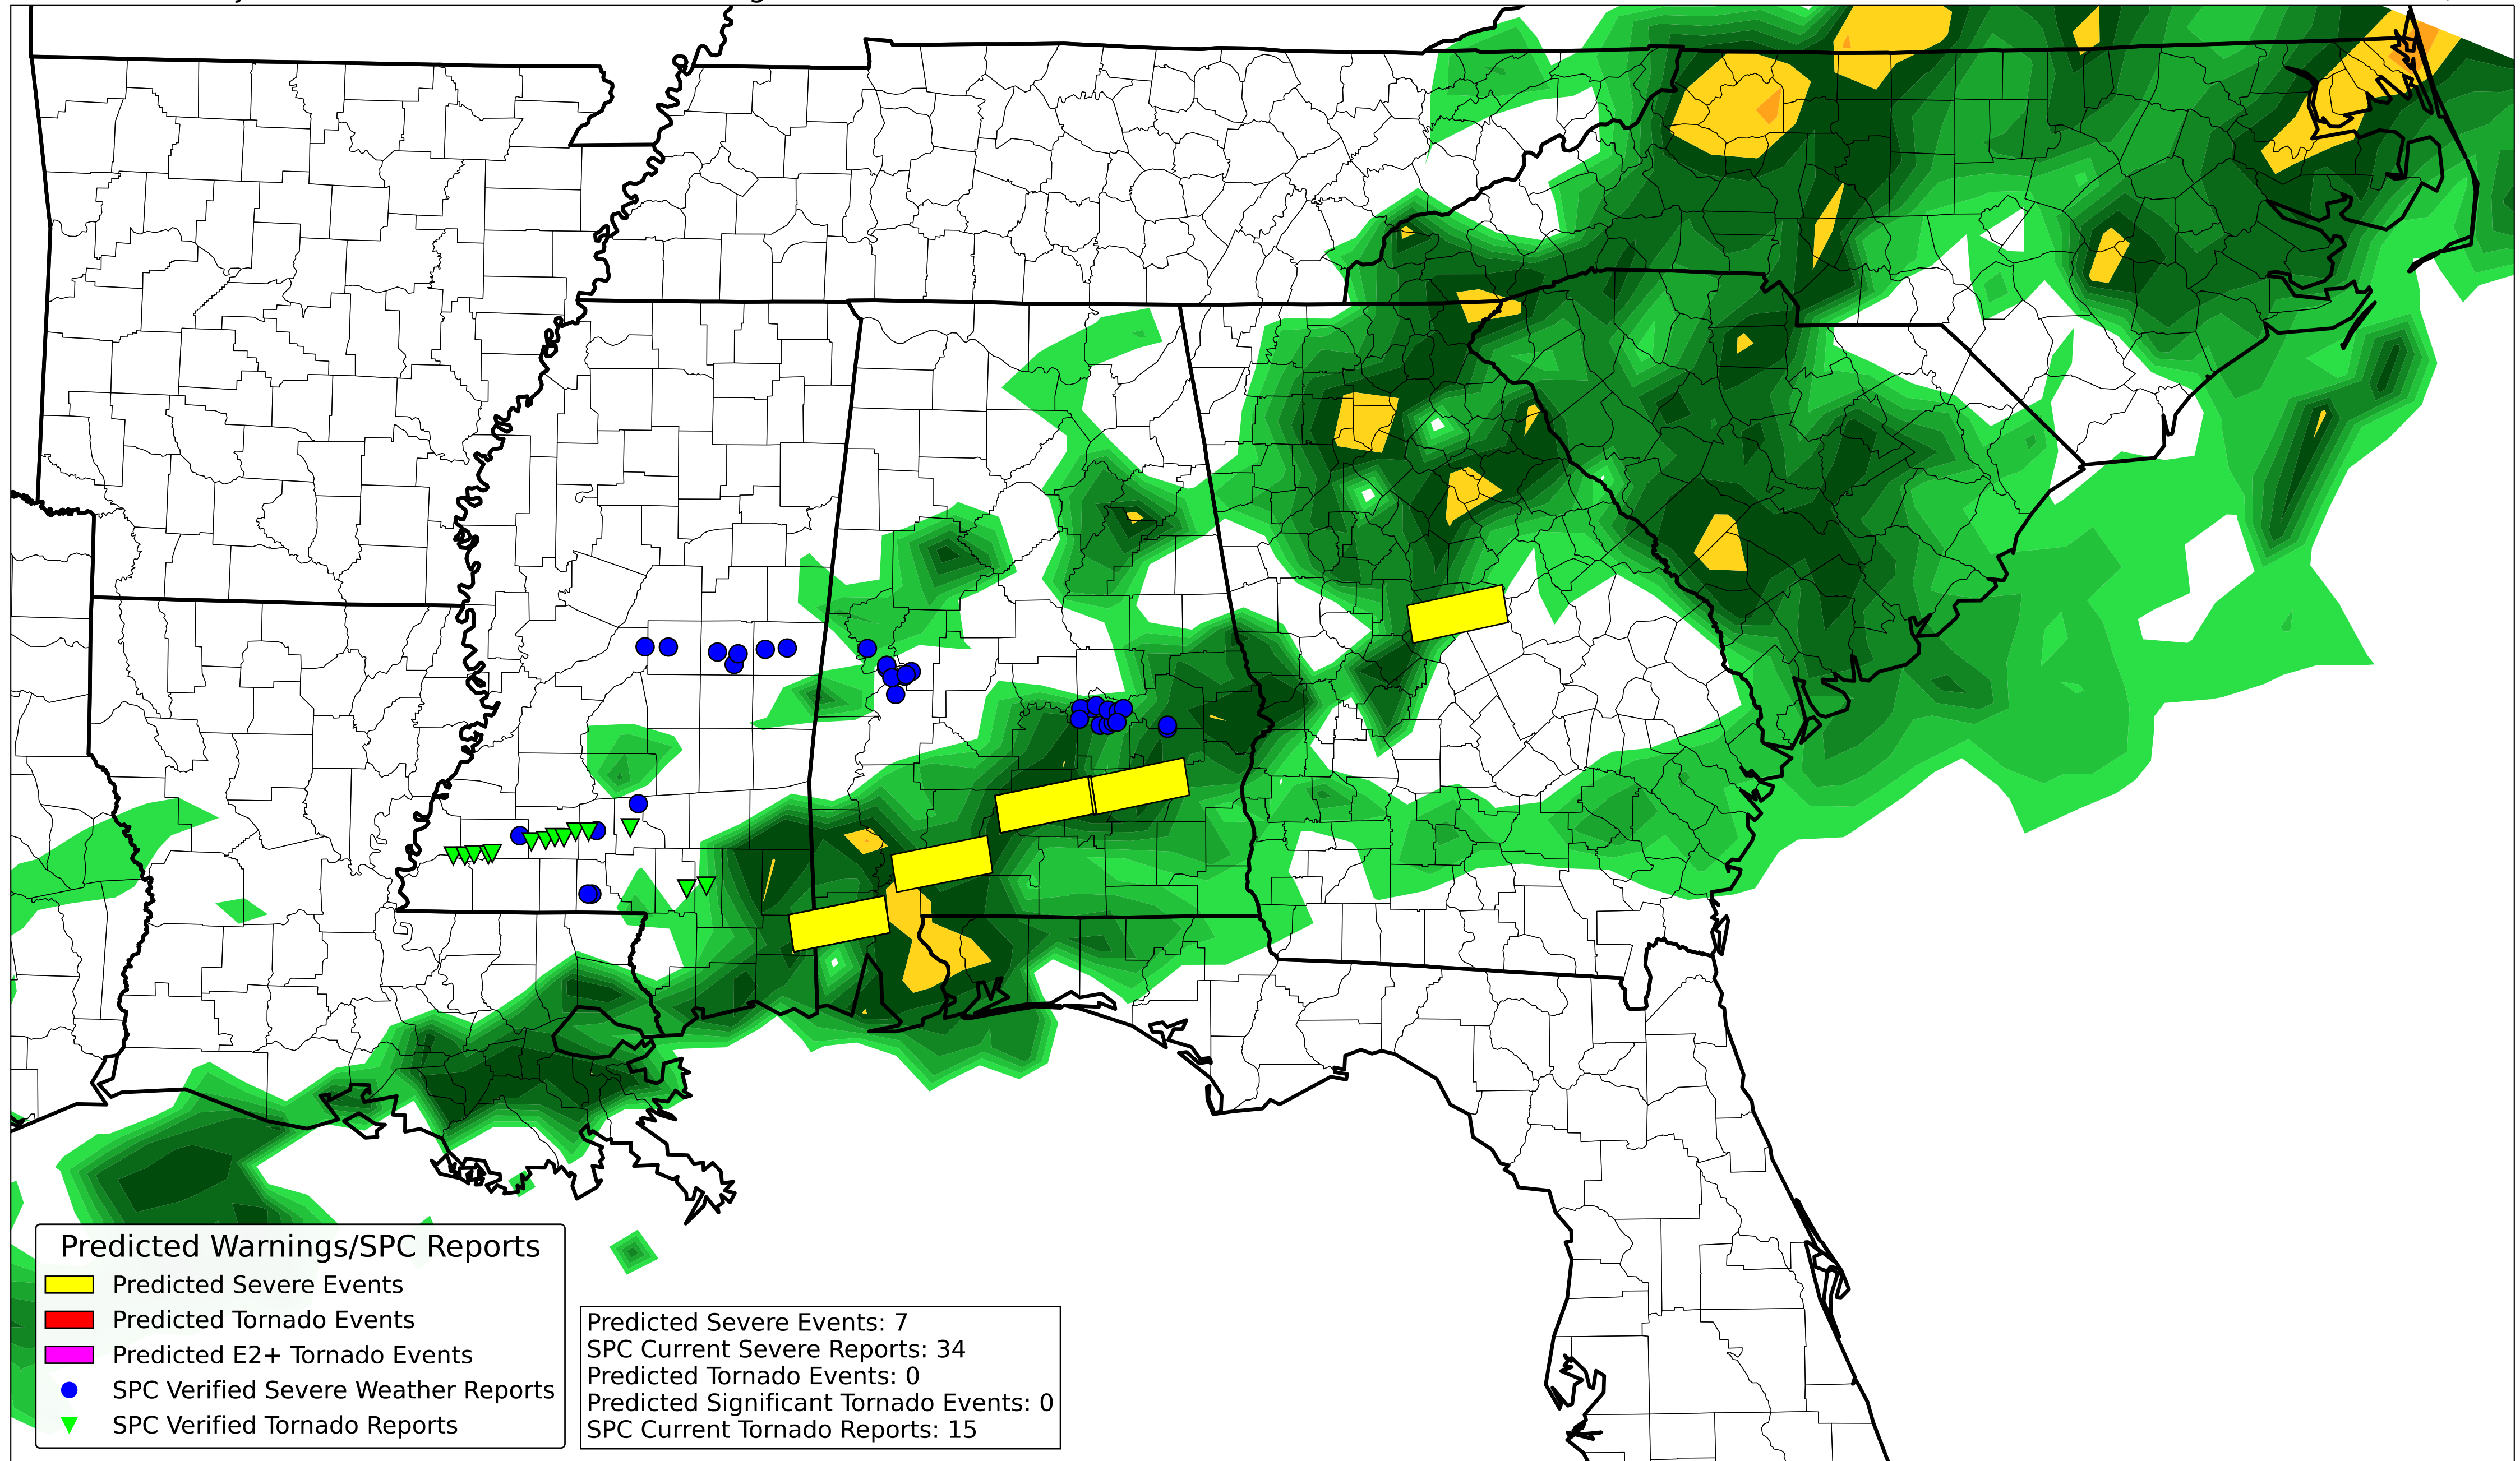 Predicted Warnings/SPC Reports
Predicted Severe Events
Predicted Tornado Events
Predicted E2+ Tornado Events
SPC Verified Severe Weather Reports
SPC Verified Tornado Reports
Predicted Severe Events: 7
SPC Current Severe Reports: 34
Predicted Tornado Events: 0
Predicted Significant Tornado Events: 0
SPC Current Tornado Reports: 15